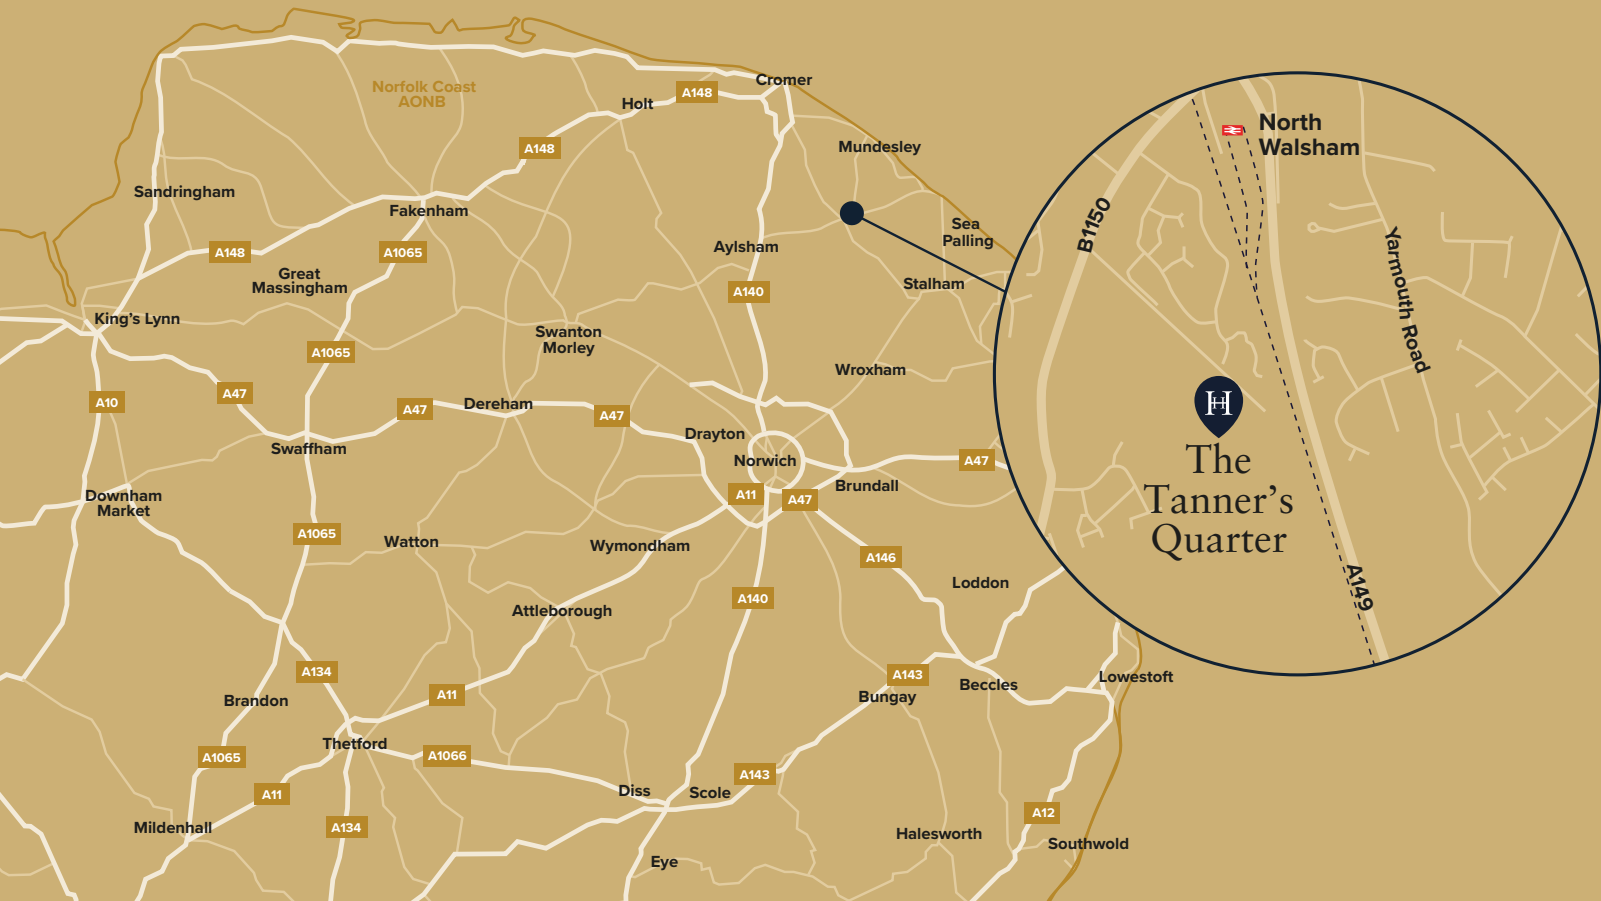 Norfolk Coast
AONB
Cromer
A148
Holt
A148
Mundesley
North
Walsham
Sandringham
Fakenham
B1150
Sea
Palling
Aylsham
A148
A1065
Great
Massingham
Stalham
A140
Yarmouth Road
King's Lynn
Swanton
Morley
A1065
Wroxham
A47
A10
A47
Dereham
A47
H
Drayton
Swaffham
Norwich
A47
The
Tanner's
Quarter
Brundall
A11
A47
Downham
Market
A1065
Watton
Wymondham
A146
Loddon
A149
A140
Attleborough
A134
A143
Lowestoft
Beccles
Bungay
A11
Brandon
Thetford
A1065
A1066
A143
Diss
Scole
A11
A12
Mildenhall
A134
Halesworth
Southwold
Eye